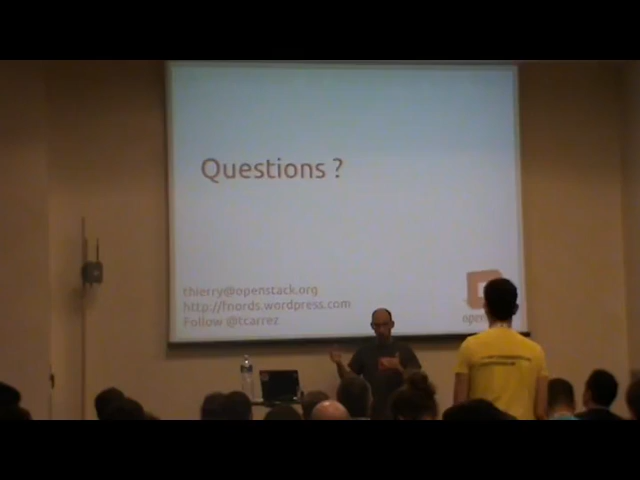 Questions ?
thierry@openstack.org
http://fnords.wordpress.com
Follow @tcarrez